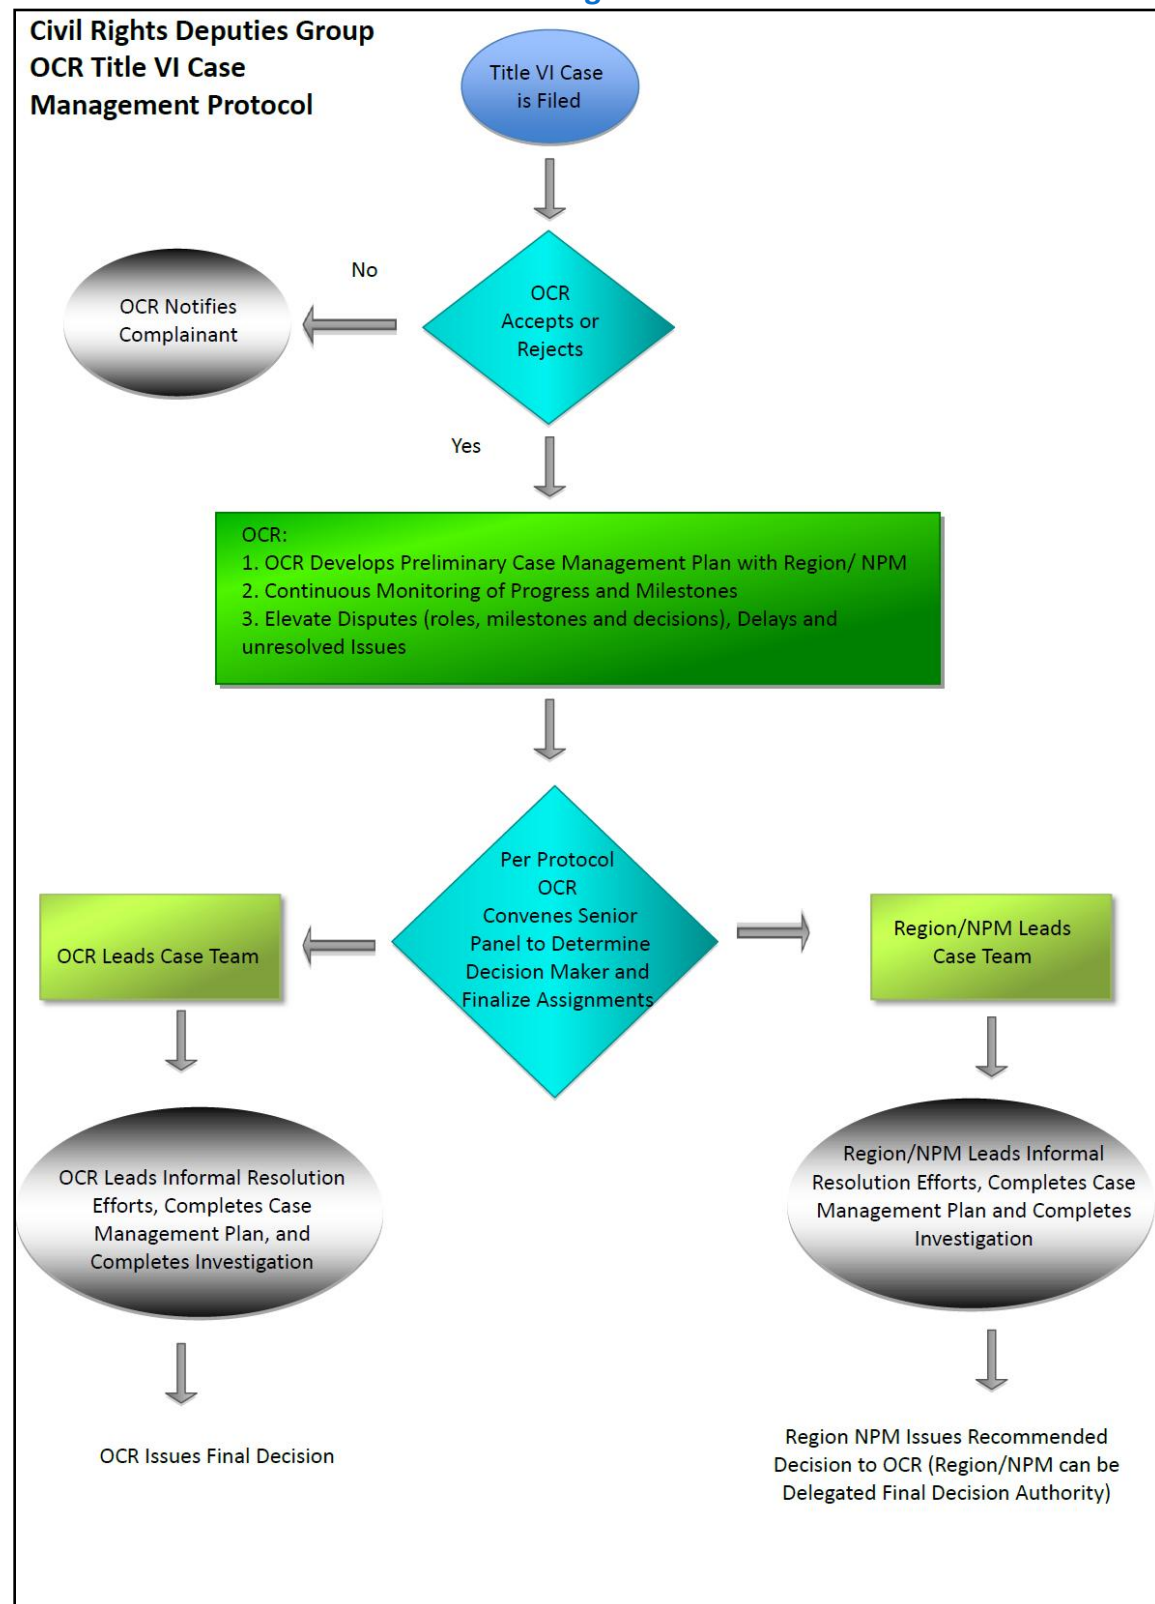 Civil Rights Deputies Group
OCR Title VI Case
Management Protocol
Title VI Case
is Filed
No
OCR Notifies
Complainant
OCR
Accepts or
Rejects
Yes
OCR:
1. OCR Develops Preliminary Case Management Plan with Region/ NPM
2. Continuous Monitoring of Progress and Milestones
3. Elevate Disputes (roles, milestones and decisions), Delays and
unresolved Issues
Per Protocol
OCR
Convenes Senior
Panel to Determine
Decision Maker and
Finalize Assignments
OCR Leads Case Team
Region/NPM Leads
Case Team
OCR Leads Informal Resolution
Efforts, Completes Case
Management Plan, and
Completes Investigation
Region/NPM Leads Informal
Resolution Efforts, Completes Case
Management Plan and Completes
Investigation
OCR Issues Final Decision
Region NPM Issues Recommended
Decision to OCR (Region/NPM can be
Delegated Final Decision Authority)